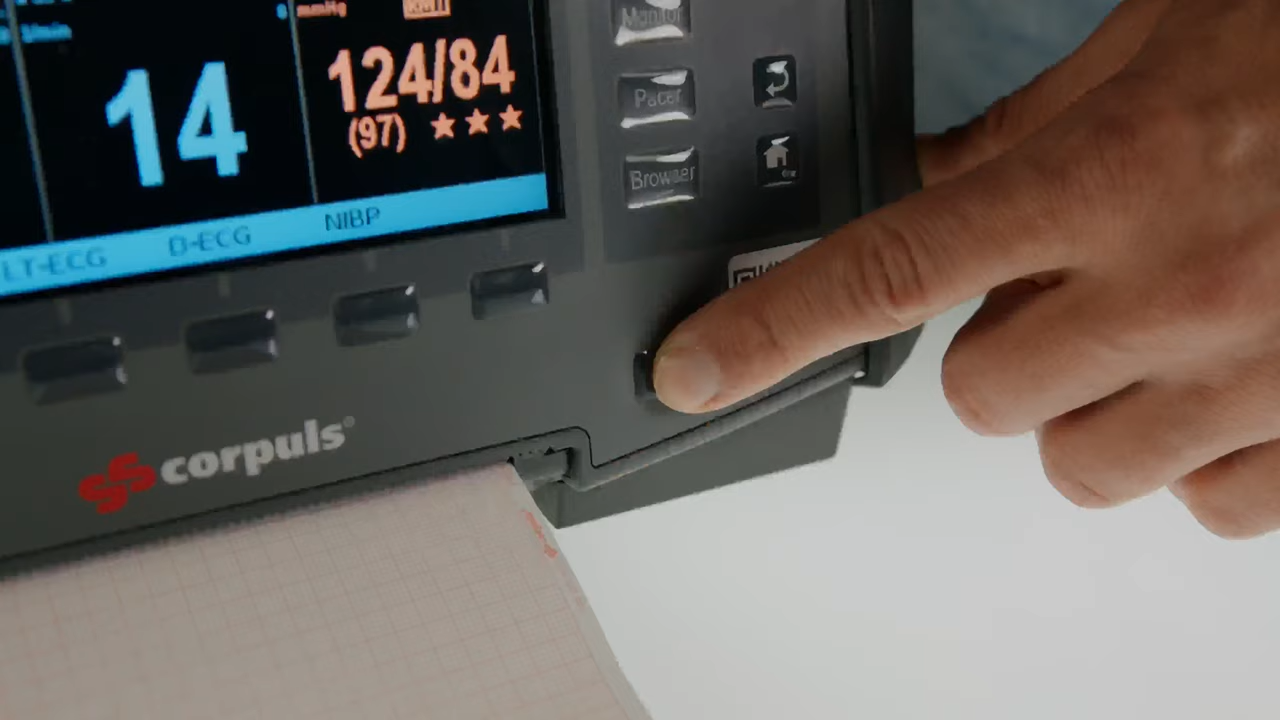 mmHg
14
124/84
(97) ★★★
LT-ECG
D-ECG
NIBP
Monitor
Pacer
Browser
corpuls®